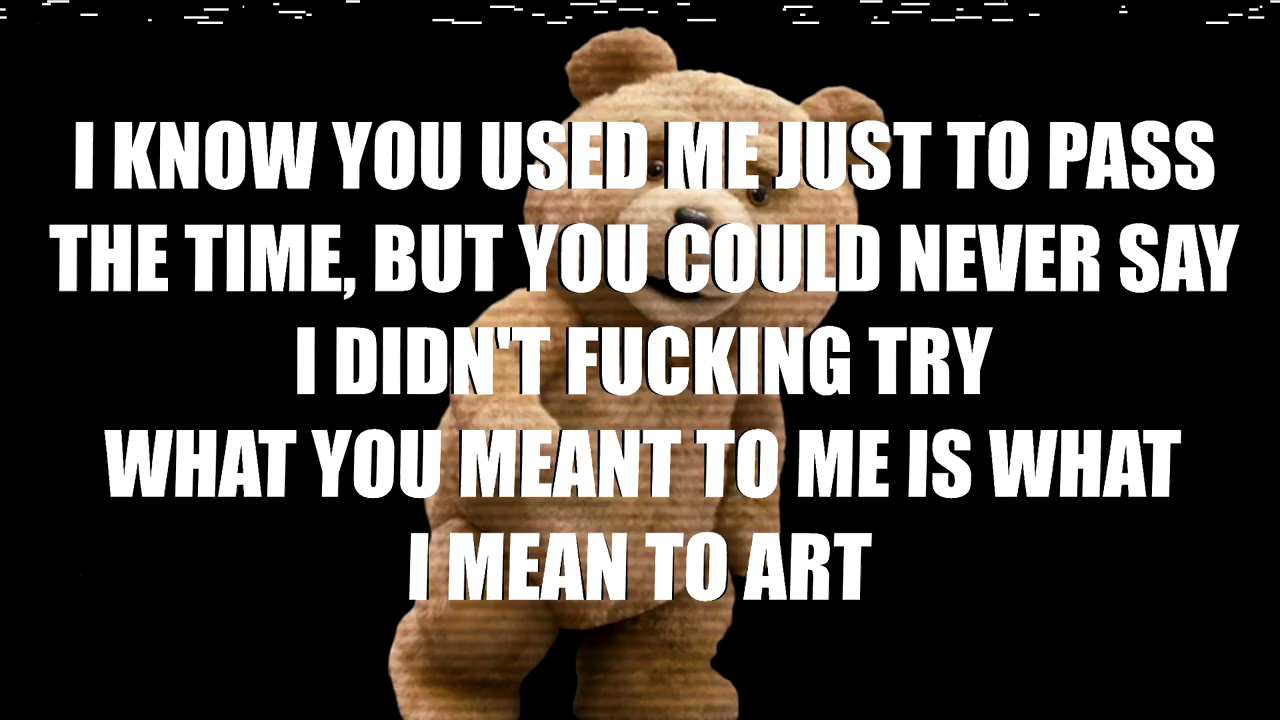 I KNOW YOU USED ME JUST TO PASS
THE TIME, BUT YOU COULD NEVER SAY
I DIDN'T FUCKING TRY
WHAT YOU MEANT TO ME IS WHAT
I MEAN TO ART